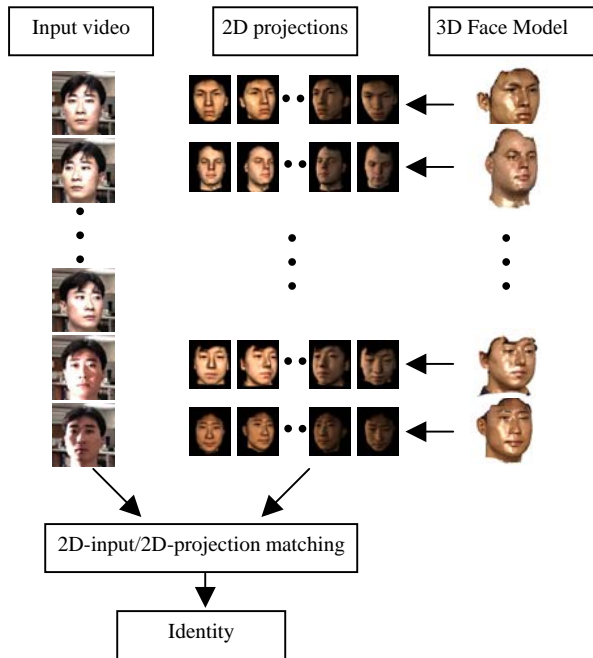 Input video
2D projections
3D Face Model
2D-input/2D-projection matching
Identity